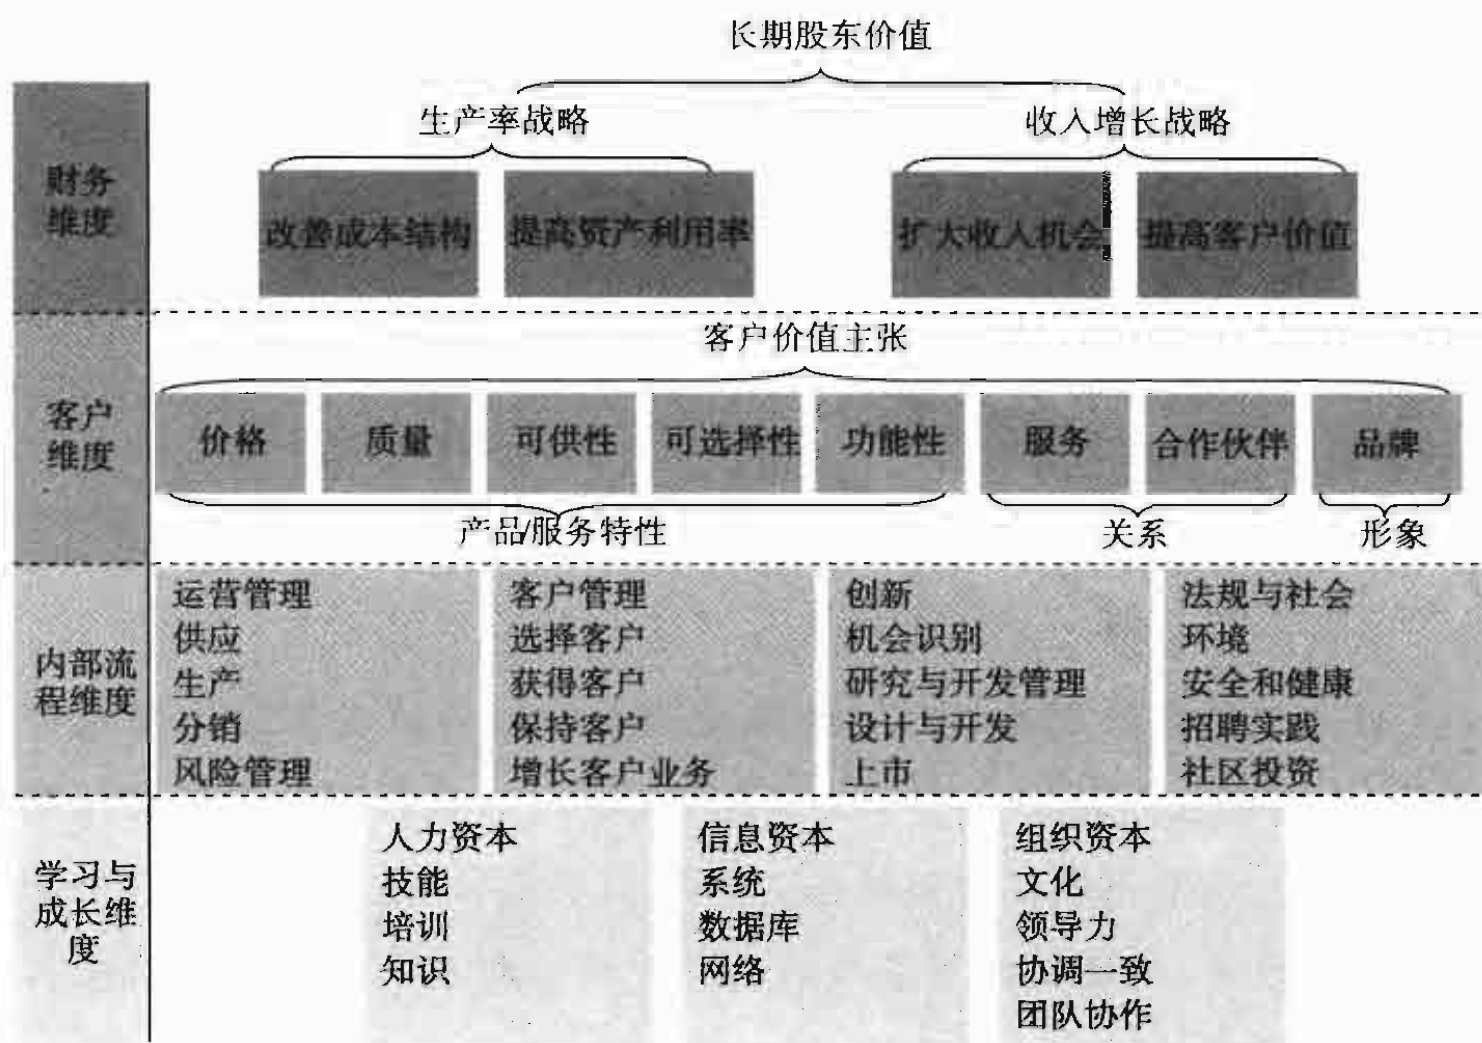 长期股东价值
生产率战略
收入增长战略
财务
维度
改善成本结构
提高资产利用率
扩大收入机会
提高客户价值
客户价值主张
客户
维度
价格
质量
可供性
可选择性
功能性
服务
合作伙伴
品牌
产品/服务特性
关系
形象
内部流
程维度
运营管理
供应
生产
分销
风险管理
客户管理
选择客户
获得客户
保持客户
增长客户业务
创新
机会识别
研究与开发管理
设计与开发
上市
法规与社会
环境
安全和健康
招聘实践
社区投资
学习与
成长维
度
人力资本
技能
培训
知识
信息资本
系统
数据库
网络
组织资本
文化
领导力
协调一致
团队协作